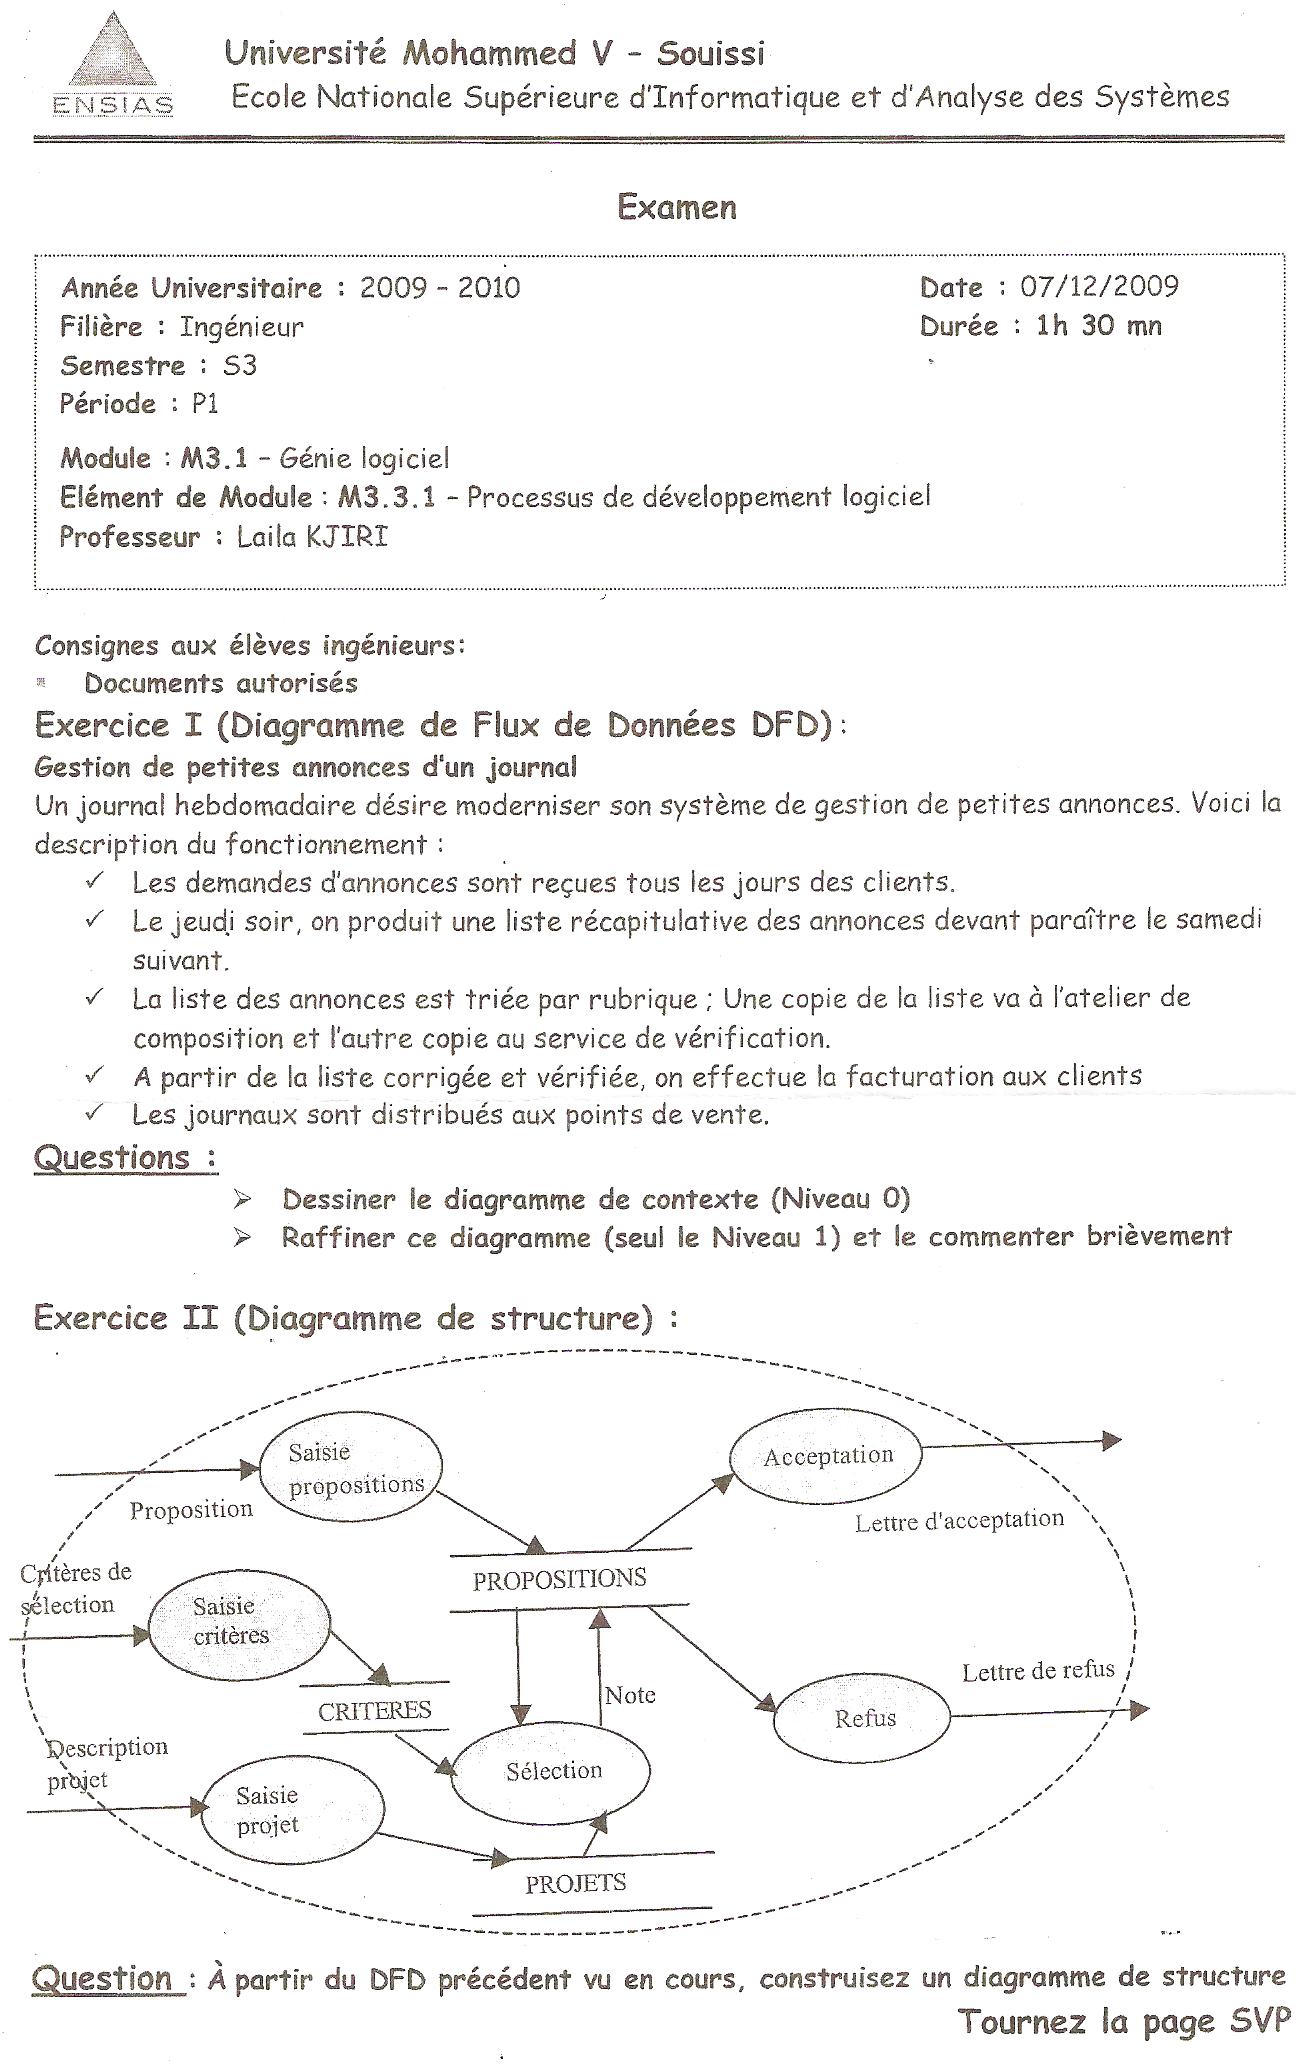 ENSIAS
Université Mohammed V - Souissi
Ecole Nationale Supérieure d'Informatique et d'Analyse des Systèmes
Examen
Année Universitaire : 2009 - 2010
Date : 07/12/2009
Filière : Ingénieur
Durée : 1h 30 mn
Semestre : S3
Période : P1
Module : M3.1 - Génie logiciel
Elément de Module : M3.3.1 - Processus de développement logiciel
Professeur : Laila KJIRI
Consignes aux élèves ingénieurs:
▪ Documents autorisés
Exercice I (Diagramme de Flux de Données DFD) :
Gestion de petites annonces d'un journal
Un journal hebdomadaire désire moderniser son système de gestion de petites annonces. Voici la
description du fonctionnement :
✓ Les demandes d'annonces sont reçues tous les jours des clients.
✓ Le jeudi soir, on produit une liste récapitulative des annonces devant paraître le samedi
suivant.
✓ La liste des annonces est triée par rubrique ; Une copie de la liste va à l'atelier de
composition et l'autre copie au service de vérification.
✓ A partir de la liste corrigée et vérifiée, on effectue la facturation aux clients
✓ Les journaux sont distribués aux points de vente.
Questions :
➢ Dessiner le diagramme de contexte (Niveau 0)
➢ Raffiner ce diagramme (seul le Niveau 1) et le commenter brièvement
Exercice II (Diagramme de structure) :
Saisie
propositions
Acceptation
Proposition
Lettre d'acceptation
PROPOSITIONS
Critères de
sélection
Saisie
critères
Lettre de refus
Note
CRITERES
Refus
Description
projet
Sélection
Saisie
projet
PROJETS
Question : À partir du DFD précédent vu en cours, construisez un diagramme de structure
Tournez la page SVP